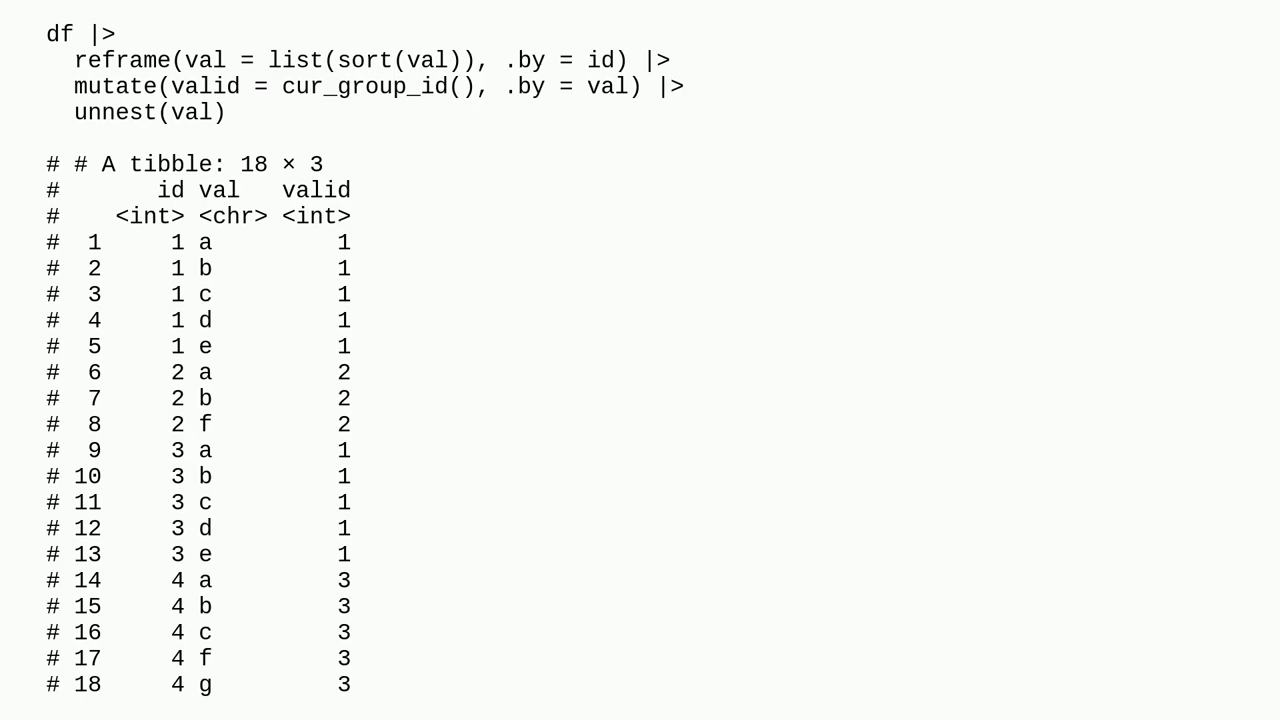 df |>
  reframe(val = list(sort(val)), .by = id) |>
  mutate(valid = cur_group_id(), .by = val) |>
  unnest(val)

# # A tibble: 18 × 3
#       id val   valid
#    <int> <chr> <int>
#  1     1 a         1
#  2     1 b         1
#  3     1 c         1
#  4     1 d         1
#  5     1 e         1
#  6     2 a         2
#  7     2 b         2
#  8     2 f         2
#  9     3 a         1
# 10     3 b         1
# 11     3 c         1
# 12     3 d         1
# 13     3 e         1
# 14     4 a         3
# 15     4 b         3
# 16     4 c         3
# 17     4 f         3
# 18     4 g         3